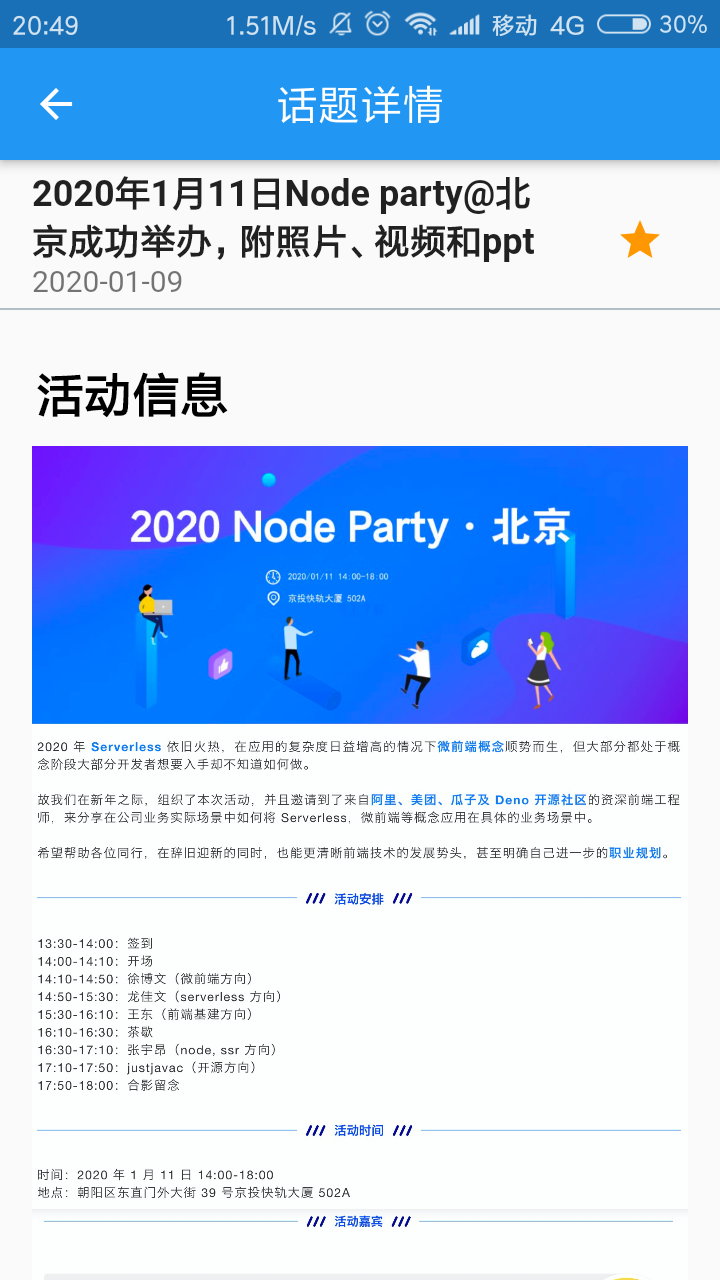 20:49 1.51M/s 移动 4G 30%
话题详情
2020年1月11日Node party@北
京成功举办，附照片、视频和ppt
2020-01-09
活动信息
2020 Node Party · 北京
2020/01/11 14:00-18:00
京投快轨大厦 502A
2020 年 Serverless 依旧火热，在应用的复杂度日益增高的情况下微前端概念顺势而生，但大部分都处于概
念阶段大部分开发者想要入手却不知道如何做。
故我们在新年之际，组织了本次活动，并且邀请到了来自阿里、美团、瓜子及 Deno 开源社区的资深前端工程
师，来分享在公司业务实际场景中如何将 Serverless，微前端等概念应用在具体的业务场景中。
希望帮助各位同行，在辞旧迎新的同时，也能更清晰前端技术的发展势头，甚至明确自己进一步的职业规划。
活动安排
13:30-14:00：签到
14:00-14:10：开场
14:10-14:50：徐博文（微前端方向）
14:50-15:30：龙佳文（serverless 方向）
15:30-16:10：王东（前端基建方向）
16:10-16:30：茶歇
16:30-17:10：张宇昂（node, ssr 方向）
17:10-17:50：justjavac（开源方向）
17:50-18:00：合影留念
活动时间
时间：2020 年 1 月 11 日 14:00-18:00
地点：朝阳区东直门外大街 39 号京投快轨大厦 502A
活动嘉宾